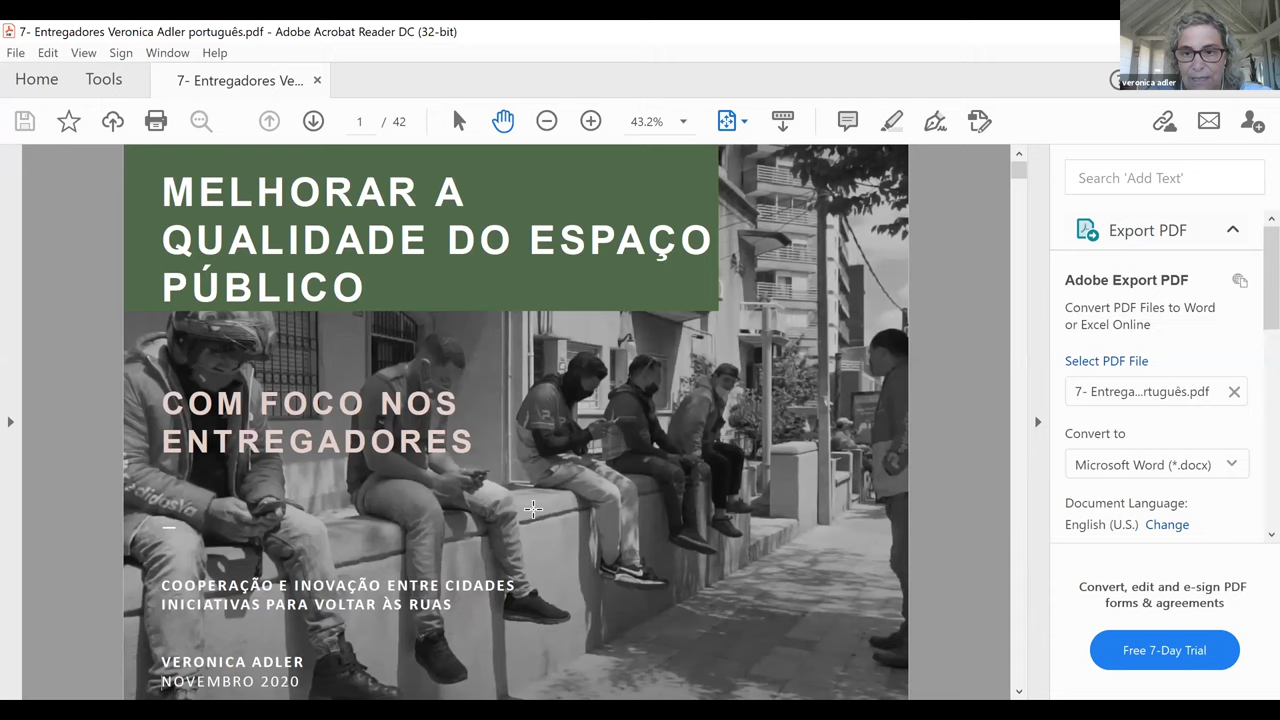 7- Entregadores Veronica Adler português.pdf - Adobe Acrobat Reader DC (32-bit)
File Edit View Sign Window Help
Home Tools 7- Entregadores Ve... ×
veronica adler
1 / 42
43.2%
MELHORAR A
QUALIDADE DO ESPAÇO
PÚBLICO
COM FOCO NOS
ENTREGADORES
adidas
COOPERAÇÃO E INOVAÇÃO ENTRE CIDADES
INICIATIVAS PARA VOLTAR ÀS RUAS
VERONICA ADLER
NOVEMBRO 2020
Search 'Add Text'
Export PDF
Adobe Export PDF
Convert PDF Files to Word
or Excel Online
Select PDF File
7- Entrega...rtuguês.pdf
Convert to
Microsoft Word (*.docx)
Document Language:
English (U.S.) Change
Convert, edit and e-sign PDF
forms & agreements
Free 7-Day Trial